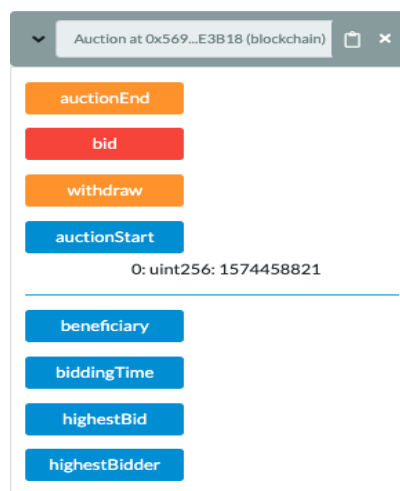 Auction at 0x569...E3B18 (blockchain)
auctionEnd
bid
withdraw
auctionStart
0: uint256: 1574458821
beneficiary
biddingTime
highestBid
highestBidder